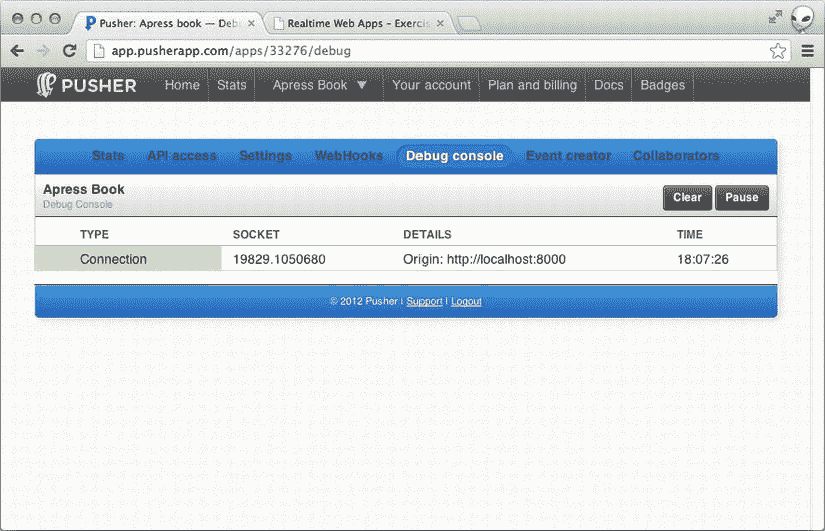 Pusher: Apress book — Deb
Realtime Web Apps – Exercis
app.pusherapp.com/apps/33276/debug
PUSHER Home Stats Apress Book ▼ Your account Plan and billing Docs Badges
Stats API access Settings WebHooks Debug console Event creator Collaborators
Apress Book
Debug Console
Clear Pause
TYPE SOCKET DETAILS TIME
Connection 19829.1050680 Origin: http://localhost:8000 18:07:26
© 2012 Pusher | Support | Logout